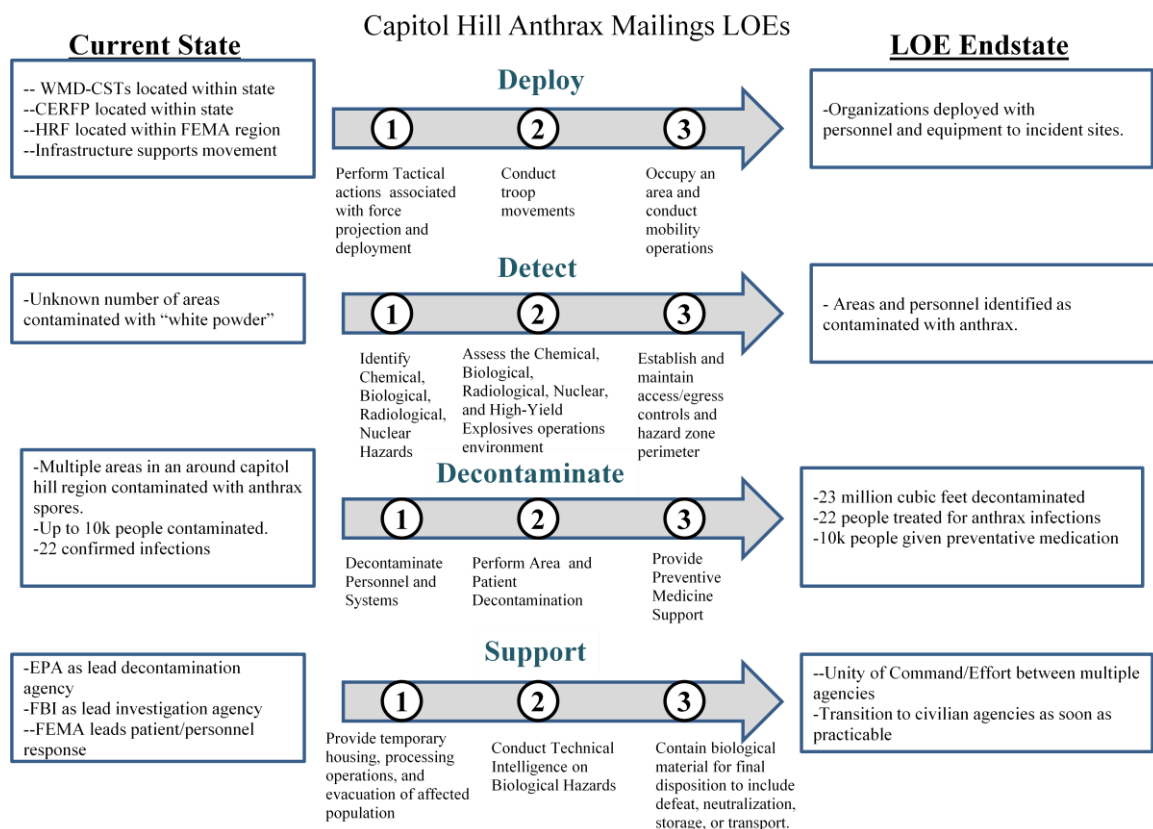 Capitol Hill Anthrax Mailings LOEs
Current State
LOE Endstate
-- WMD-CSTs located within state
--CERFP located within state
--HRF located within FEMA region
--Infrastructure supports movement
Deploy
1
2
3
Perform Tactical
actions associated
with force
projection and
deployment
Conduct
troop
movements
Occupy an
area and
conduct
mobility
operations
-Organizations deployed with
personnel and equipment to incident sites.
-Unknown number of areas
contaminated with “white powder”
Detect
1
2
3
Identify
Chemical,
Biological,
Radiological,
Nuclear
Hazards
Assess the Chemical,
Biological,
Radiological, Nuclear,
and High-Yield
Explosives operations
environment
Establish and
maintain
access/egress
controls and
hazard zone
perimeter
- Areas and personnel identified as
contaminated with anthrax.
-Multiple areas in an around capitol
hill region contaminated with anthrax
spores.
-Up to 10k people contaminated.
-22 confirmed infections
Decontaminate
1
2
3
Decontaminate
Personnel and
Systems
Perform Area and
Patient
Decontamination
Provide
Preventive
Medicine
Support
-23 million cubic feet decontaminated
-22 people treated for anthrax infections
-10k people given preventative medication
-EPA as lead decontamination
agency
-FBI as lead investigation agency
--FEMA leads patient/personnel
response
Support
1
2
3
Provide temporary
housing, processing
operations, and
evacuation of affected
population
Conduct Technical
Intelligence on
Biological Hazards
Contain biological
material for final
disposition to include
defeat, neutralization,
storage, or transport.
--Unity of Command/Effort between multiple
agencies
-Transition to civilian agencies as soon as
practicable